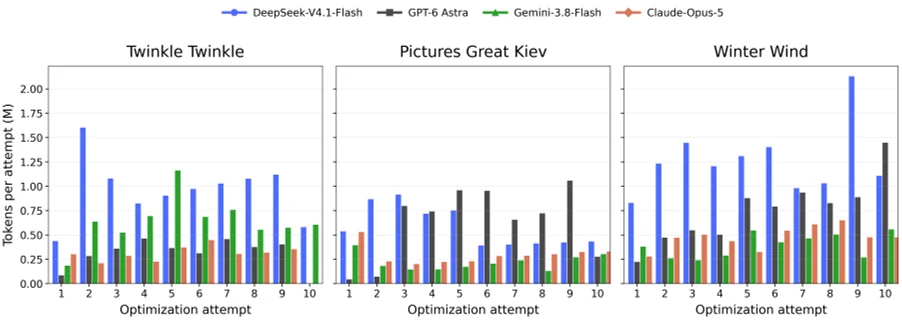 DeepSeek-V4.1-Flash GPT-6 Astra Gemini-3.8-Flash Claude-Opus-5
Twinkle Twinkle Pictures Great Kiev Winter Wind
Tokens per attempt (M)
2.00
1.75
1.50
1.25
1.00
0.75
0.50
0.25
0.00
1 2 3 4 5 6 7 8 9 10 1 2 3 4 5 6 7 8 9 10 1 2 3 4 5 6 7 8 9 10
Optimization attempt Optimization attempt Optimization attempt